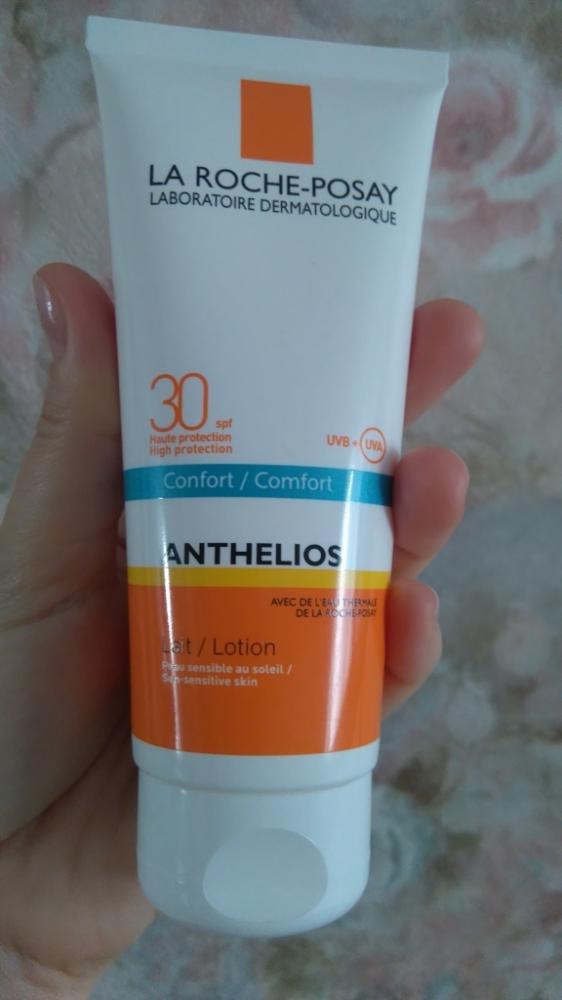 LA ROCHE-POSAY
LABORATOIRE DERMATOLOGIQUE
30 spf
Haute protection
High protection
UVB + UVA
Confort / Comfort
ANTHELIOS
AVEC DE L'EAU THERMALE
DE LA ROCHE-POSAY
Lait / Lotion
Peau sensible au soleil /
Sun-sensitive skin